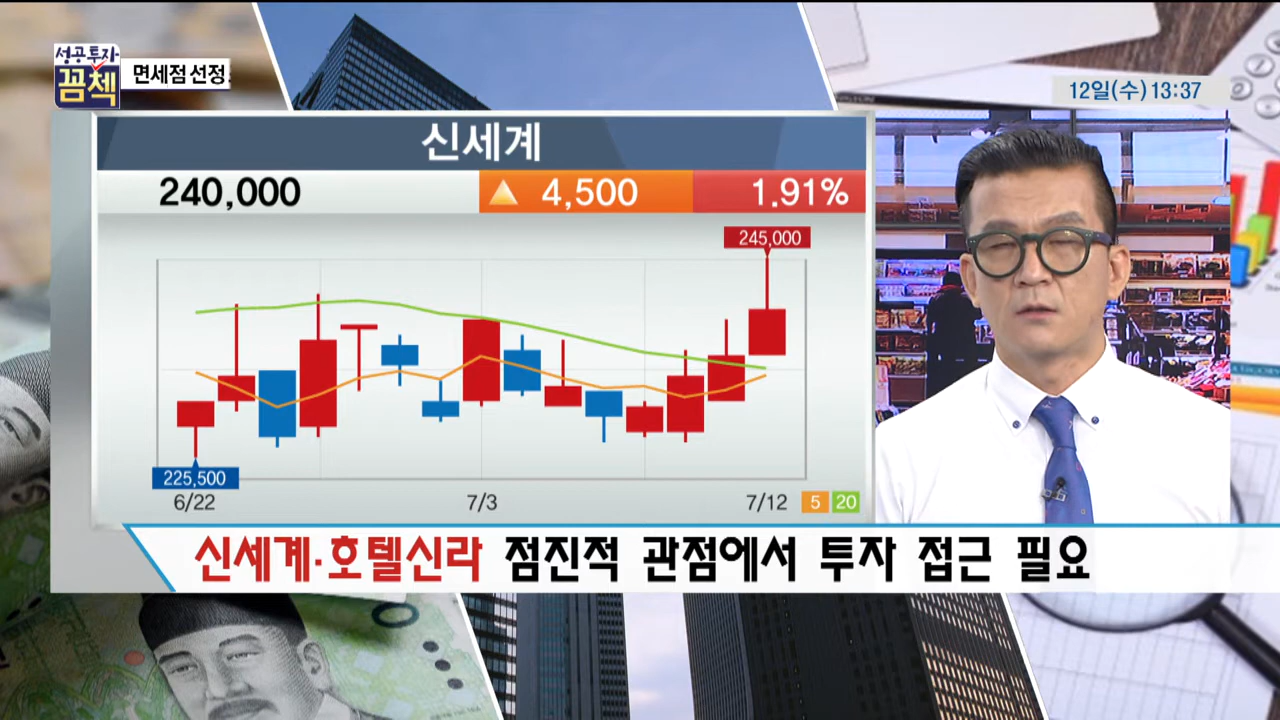 성공투자
꼼첵
면세점 선정
12일(수) 13:37
신세계
240,000 4,500 1.91%
245,000
225,500
6/22 7/3 7/12 5 20
신세계·호텔신라 점진적 관점에서 투자 접근 필요